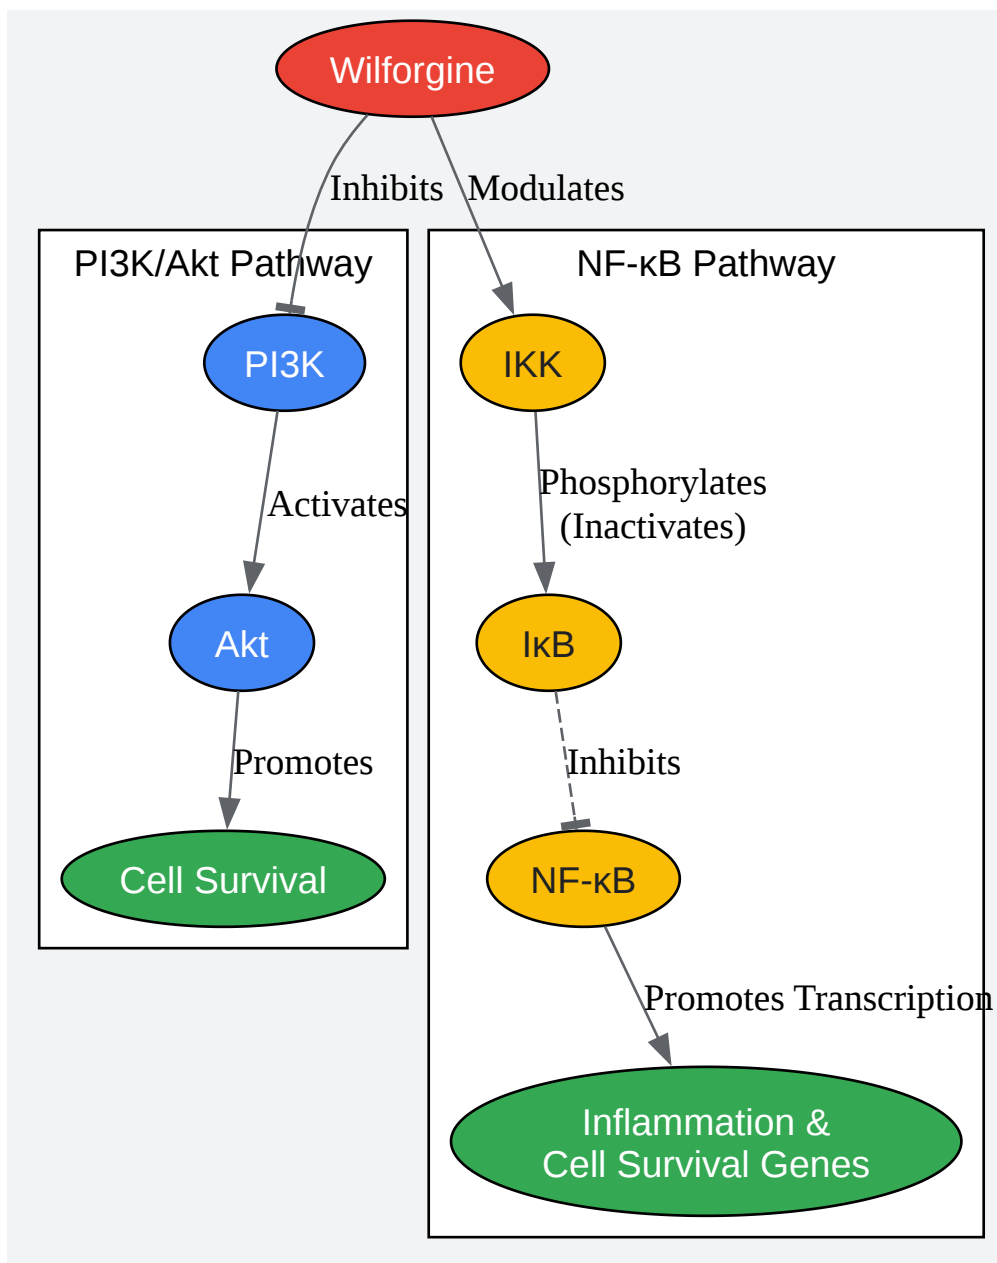 Wilforgine
Inhibits
Modulates
PI3K/Akt Pathway
NF-κB Pathway
PI3K
IKK
Activates
Phosphorylates
(Inactivates)
Akt
IκB
Promotes
Inhibits
Cell Survival
NF-κB
Promotes Transcription
Inflammation &
Cell Survival Genes